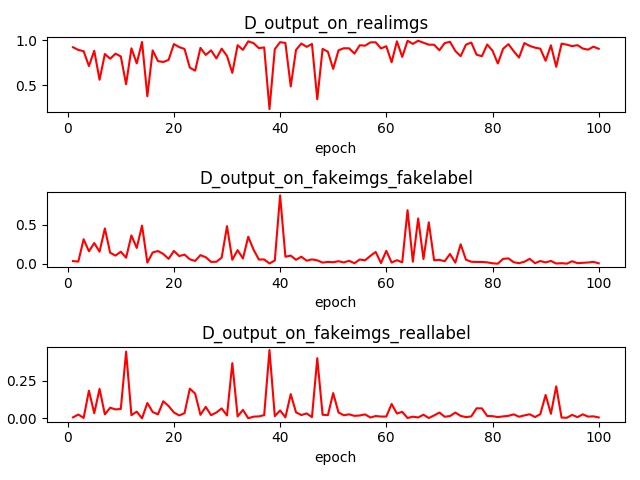 D_output_on_realimgs
1.0
0.5
0 20 40 60 80 100
epoch
D_output_on_fakeimgs_fakelabel
0.5
0.0
0 20 40 60 80 100
epoch
D_output_on_fakeimgs_reallabel
0.25
0.00
0 20 40 60 80 100
epoch